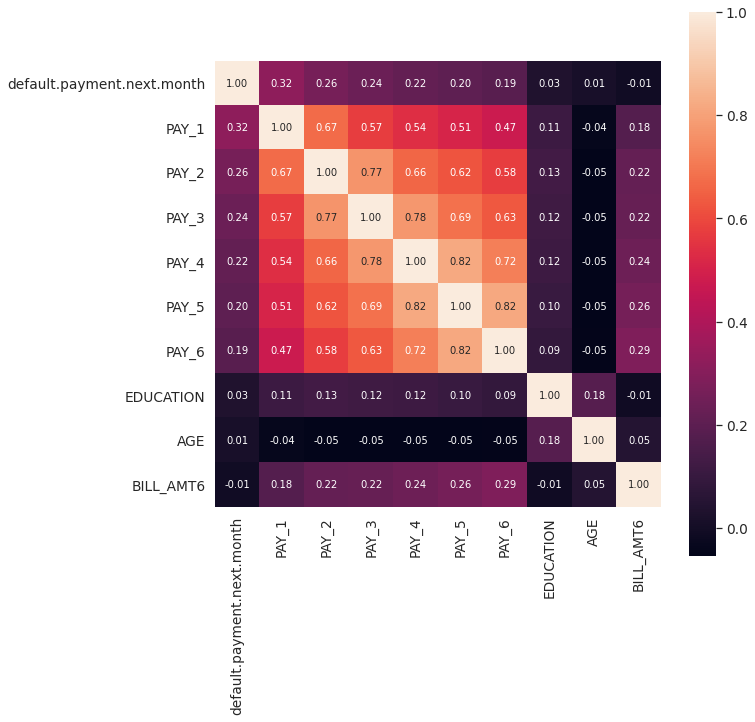 1.0
default.payment.next.month 1.00 0.32 0.26 0.24 0.22 0.20 0.19 0.03 0.01 -0.01
PAY_1 0.32 1.00 0.67 0.57 0.54 0.51 0.47 0.11 -0.04 0.18
0.8
PAY_2 0.26 0.67 1.00 0.77 0.66 0.62 0.58 0.13 -0.05 0.22
PAY_3 0.24 0.57 0.77 1.00 0.78 0.69 0.63 0.12 -0.05 0.22
0.6
PAY_4 0.22 0.54 0.66 0.78 1.00 0.82 0.72 0.12 -0.05 0.24
PAY_5 0.20 0.51 0.62 0.69 0.82 1.00 0.82 0.10 -0.05 0.26
0.4
PAY_6 0.19 0.47 0.58 0.63 0.72 0.82 1.00 0.09 -0.05 0.29
EDUCATION 0.03 0.11 0.13 0.12 0.12 0.10 0.09 1.00 0.18 -0.01
0.2
AGE 0.01 -0.04 -0.05 -0.05 -0.05 -0.05 -0.05 0.18 1.00 0.05
BILL_AMT6 -0.01 0.18 0.22 0.22 0.24 0.26 0.29 -0.01 0.05 1.00
0.0
default.payment.next.month
PAY_1
PAY_2
PAY_3
PAY_4
PAY_5
PAY_6
EDUCATION
AGE
BILL_AMT6